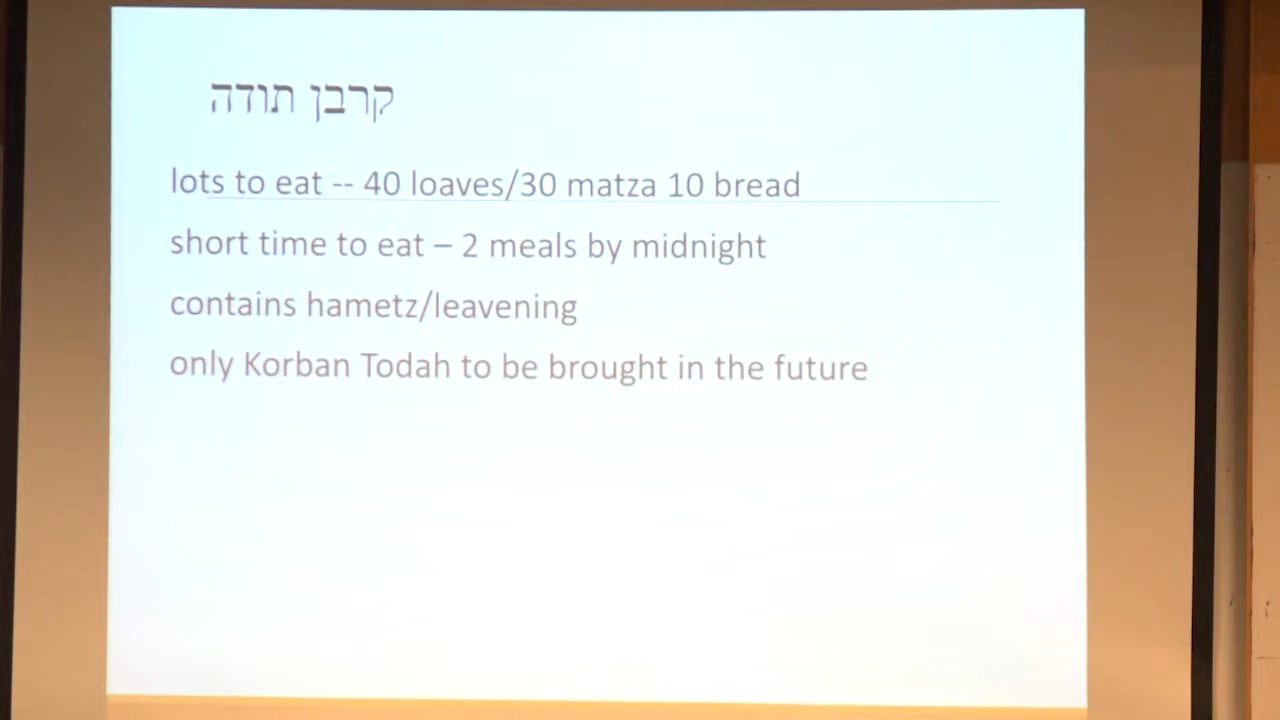 קרבן תודה
lots to eat -- 40 loaves/30 matza 10 bread
short time to eat – 2 meals by midnight
contains hametz/leavening
only Korban Todah to be brought in the future